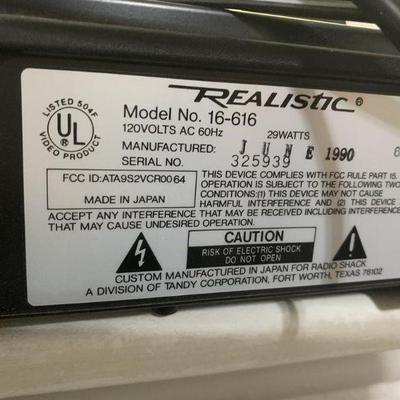 REALISTIC®
LISTED 504F
UL ®
VIDEO PRODUCT
Model No. 16-616
120VOLTS AC 60Hz 29WATTS
MANUFACTURED: JUNE 1990 6
SERIAL NO. 325939
FCC ID:ATA9S2VCR0064
MADE IN JAPAN
THIS DEVICE COMPLIES WITH FCC RULE PART 15.
OPERATION IS SUBJECT TO THE FOLLOWING TWO
CONDITIONS:(1) THIS DEVICE MAY NOT CAUSE
HARMFUL INTERFERENCE AND (2) THIS DEVICE
ACCEPT ANY INTERFERENCE THAT MAY BE RECEIVED INCLUDING INTERFERENCE
THAT MAY CAUSE UNDESIRED OPERATION.
CAUTION
RISK OF ELECTRIC SHOCK
DO NOT OPEN
CUSTOM MANUFACTURED IN JAPAN FOR RADIO SHACK
A DIVISION OF TANDY CORPORATION, FORT WORTH, TEXAS 76102